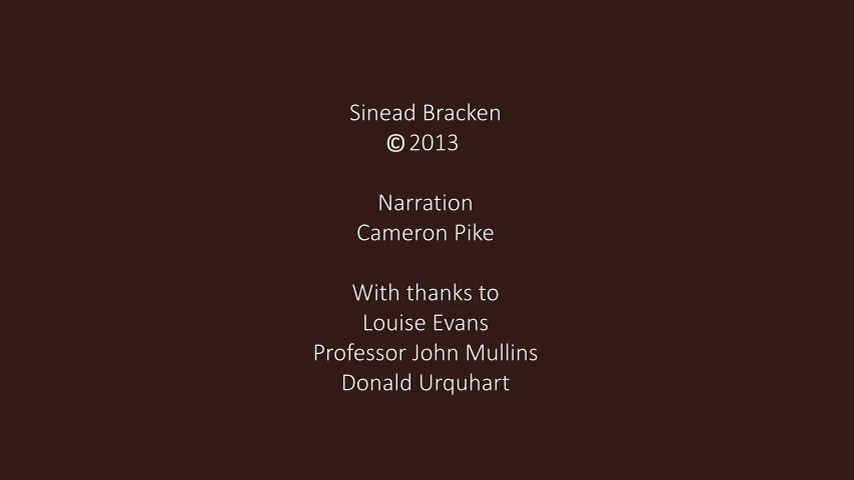 Sinead Bracken
© 2013
Narration
Cameron Pike
With thanks to
Louise Evans
Professor John Mullins
Donald Urquhart